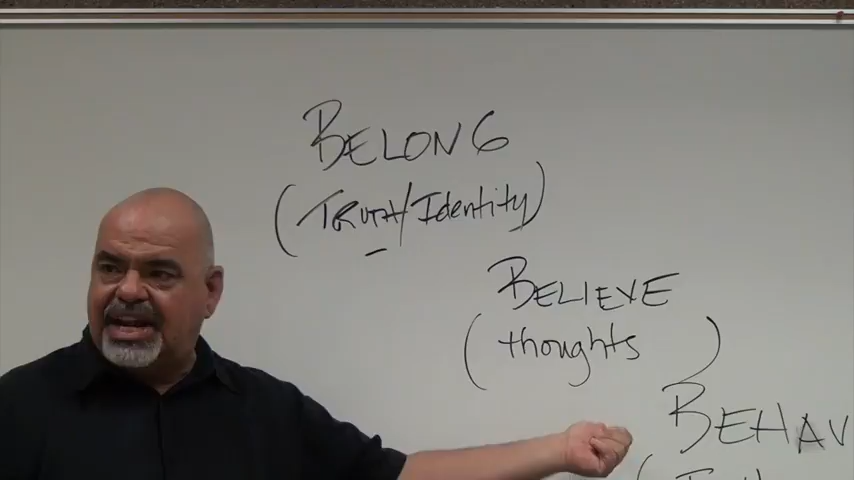 BELONG
(TRUTH/Identity)
BELIEVE
(thoughts)
BEHAV